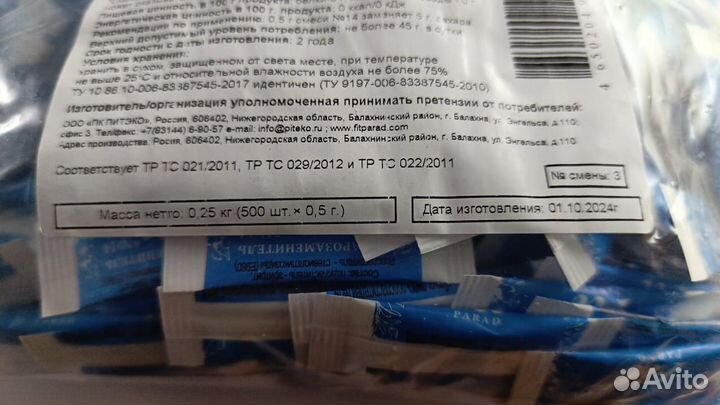 Пищевая ценность в 100 г. продукта:
Энергетическая ценность в 100 г. продукта: 0 ккал/0 кДж
Рекомендации по применению: 0,5 г смеси №14 заменяет 5 г. сахара
Верхний допустимый уровень потребления: не более 45 г. в сутки
Срок годности с даты изготовления: 2 года
Условия хранения:
хранить в сухом, защищенном от света месте, при температуре
не выше 25°С и относительной влажности воздуха не более 75%
ТУ 10.86.10-006-83387545-2017 идентичен (ТУ 9197-006-83387545-2010)
Изготовитель/организация уполномоченная принимать претензии от потребителей:
ООО «ПК ПИТЭКО», Россия, 606402, Нижегородская область, Балахнинский район, г. Балахна, ул. Энгельса, д.110,
офис 3. Тел/факс. +7(83144) 6-90-57 e-mail: info@piteko.ru ; www.fitparad.com
Адрес производства: Россия, 606402, Нижегородская область, Балахнинский район, г. Балахна, ул. Энгельса, д.110
Соответствует ТР ТС 021/2011, ТР ТС 029/2012 и ТР ТС 022/2011
№ смены: 3
Масса нетто: 0,25 кг (500 шт. × 0,5 г.)
Дата изготовления: 01.10.2024г
PARAD
Avito